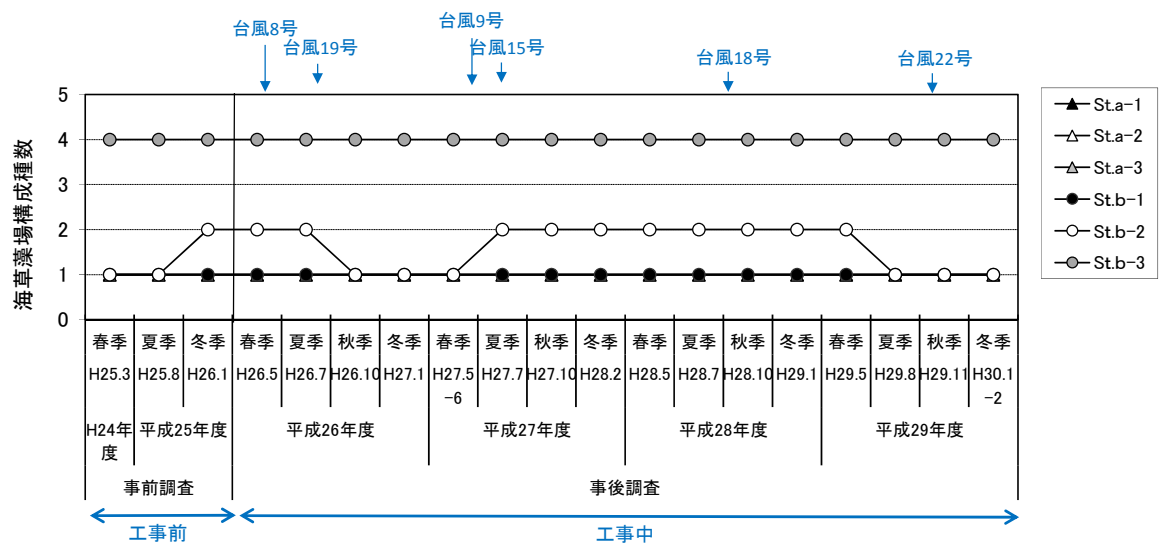 台風8号
台風19号
台風9号
台風15号
台風18号
台風22号
海草藻場構成種数
5
4
3
2
1
0
St.a-1
St.a-2
St.a-3
St.b-1
St.b-2
St.b-3
春季 夏季 冬季 春季 夏季 秋季 冬季 春季 夏季 秋季 冬季 春季 夏季 秋季 冬季 春季 夏季 秋季 冬季
H25.3 H25.8 H26.1 H26.5 H26.7 H26.10 H27.1 H27.5 H27.7 H27.10 H28.2 H28.5 H28.7 H28.10 H29.1 H29.5 H29.8 H29.11 H30.1
-6 -2
H24年 平成25年度 平成26年度 平成27年度 平成28年度 平成29年度
度
事前調査 事後調査
工事前 工事中